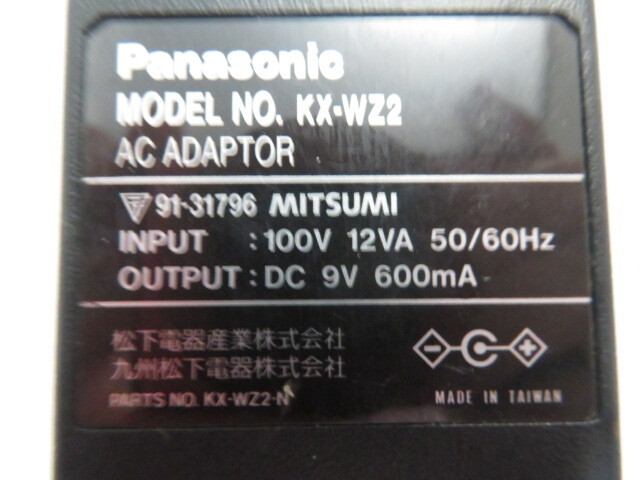 Panasonic
MODEL NO. KX-WZ2
AC ADAPTOR
91-31796 MITSUMI
INPUT : 100V 12VA 50/60Hz
OUTPUT : DC 9V 600mA
松下電器産業株式会社
九州松下電器株式会社
PARTS NO. KX-WZ2-N
MADE IN TAIWAN